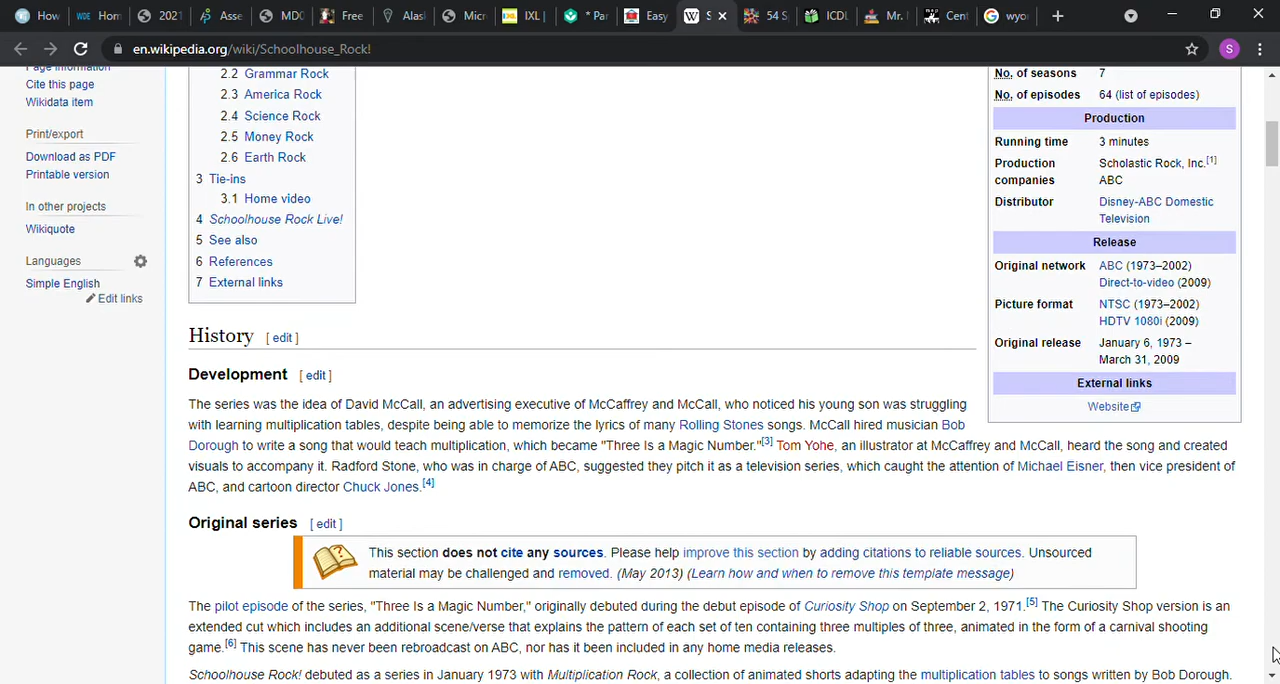 How
WDE Hom
2021
Asse
MDC
Free
Alas
Micr
IXL |
* Par
Easy
W S
54 S
ICDL
Mr.
Cent
wyo
en.wikipedia.org/wiki/Schoolhouse_Rock!
S
Page information
Cite this page
Wikidata item
Print/export
Download as PDF
Printable version
In other projects
Wikiquote
Languages
Simple English
Edit links
2.2 Grammar Rock
2.3 America Rock
2.4 Science Rock
2.5 Money Rock
2.6 Earth Rock
3 Tie-ins
3.1 Home video
4 Schoolhouse Rock Live!
5 See also
6 References
7 External links
No. of seasons 7
No. of episodes 64 (list of episodes)
Production
Running time 3 minutes
Production companies Scholastic Rock, Inc.[1]
ABC
Distributor Disney-ABC Domestic
Television
Release
Original network ABC (1973–2002)
Direct-to-video (2009)
Picture format NTSC (1973–2002)
HDTV 1080i (2009)
Original release January 6, 1973 –
March 31, 2009
External links
Website
History [ edit ]
Development [ edit ]
The series was the idea of David McCall, an advertising executive of McCaffrey and McCall, who noticed his young son was struggling
with learning multiplication tables, despite being able to memorize the lyrics of many Rolling Stones songs. McCall hired musician Bob
Dorough to write a song that would teach multiplication, which became "Three Is a Magic Number."[3] Tom Yohe, an illustrator at McCaffrey and McCall, heard the song and created
visuals to accompany it. Radford Stone, who was in charge of ABC, suggested they pitch it as a television series, which caught the attention of Michael Eisner, then vice president of
ABC, and cartoon director Chuck Jones.[4]
Original series [ edit ]
This section does not cite any sources. Please help improve this section by adding citations to reliable sources. Unsourced
material may be challenged and removed. (May 2013) (Learn how and when to remove this template message)
The pilot episode of the series, "Three Is a Magic Number," originally debuted during the debut episode of Curiosity Shop on September 2, 1971.[5] The Curiosity Shop version is an
extended cut which includes an additional scene/verse that explains the pattern of each set of ten containing three multiples of three, animated in the form of a carnival shooting
game.[6] This scene has never been rebroadcast on ABC, nor has it been included in any home media releases.
Schoolhouse Rock! debuted as a series in January 1973 with Multiplication Rock, a collection of animated shorts adapting the multiplication tables to songs written by Bob Dorough.